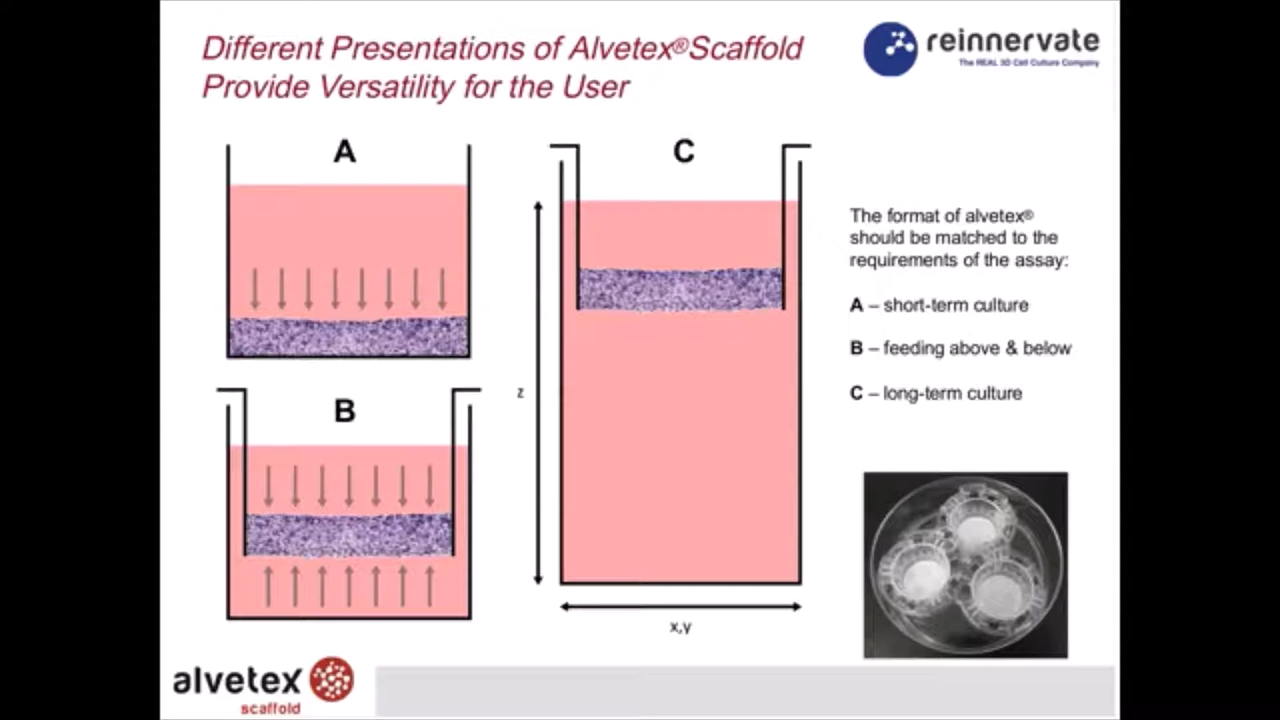 Different Presentations of Alvetex®Scaffold
Provide Versatility for the User
reinnervate
The REAL 3D Cell Culture Company
A
C
The format of alvetex®
should be matched to the
requirements of the assay:
A – short-term culture
B – feeding above & below
C – long-term culture
B
z
x,y
alvetex
scaffold